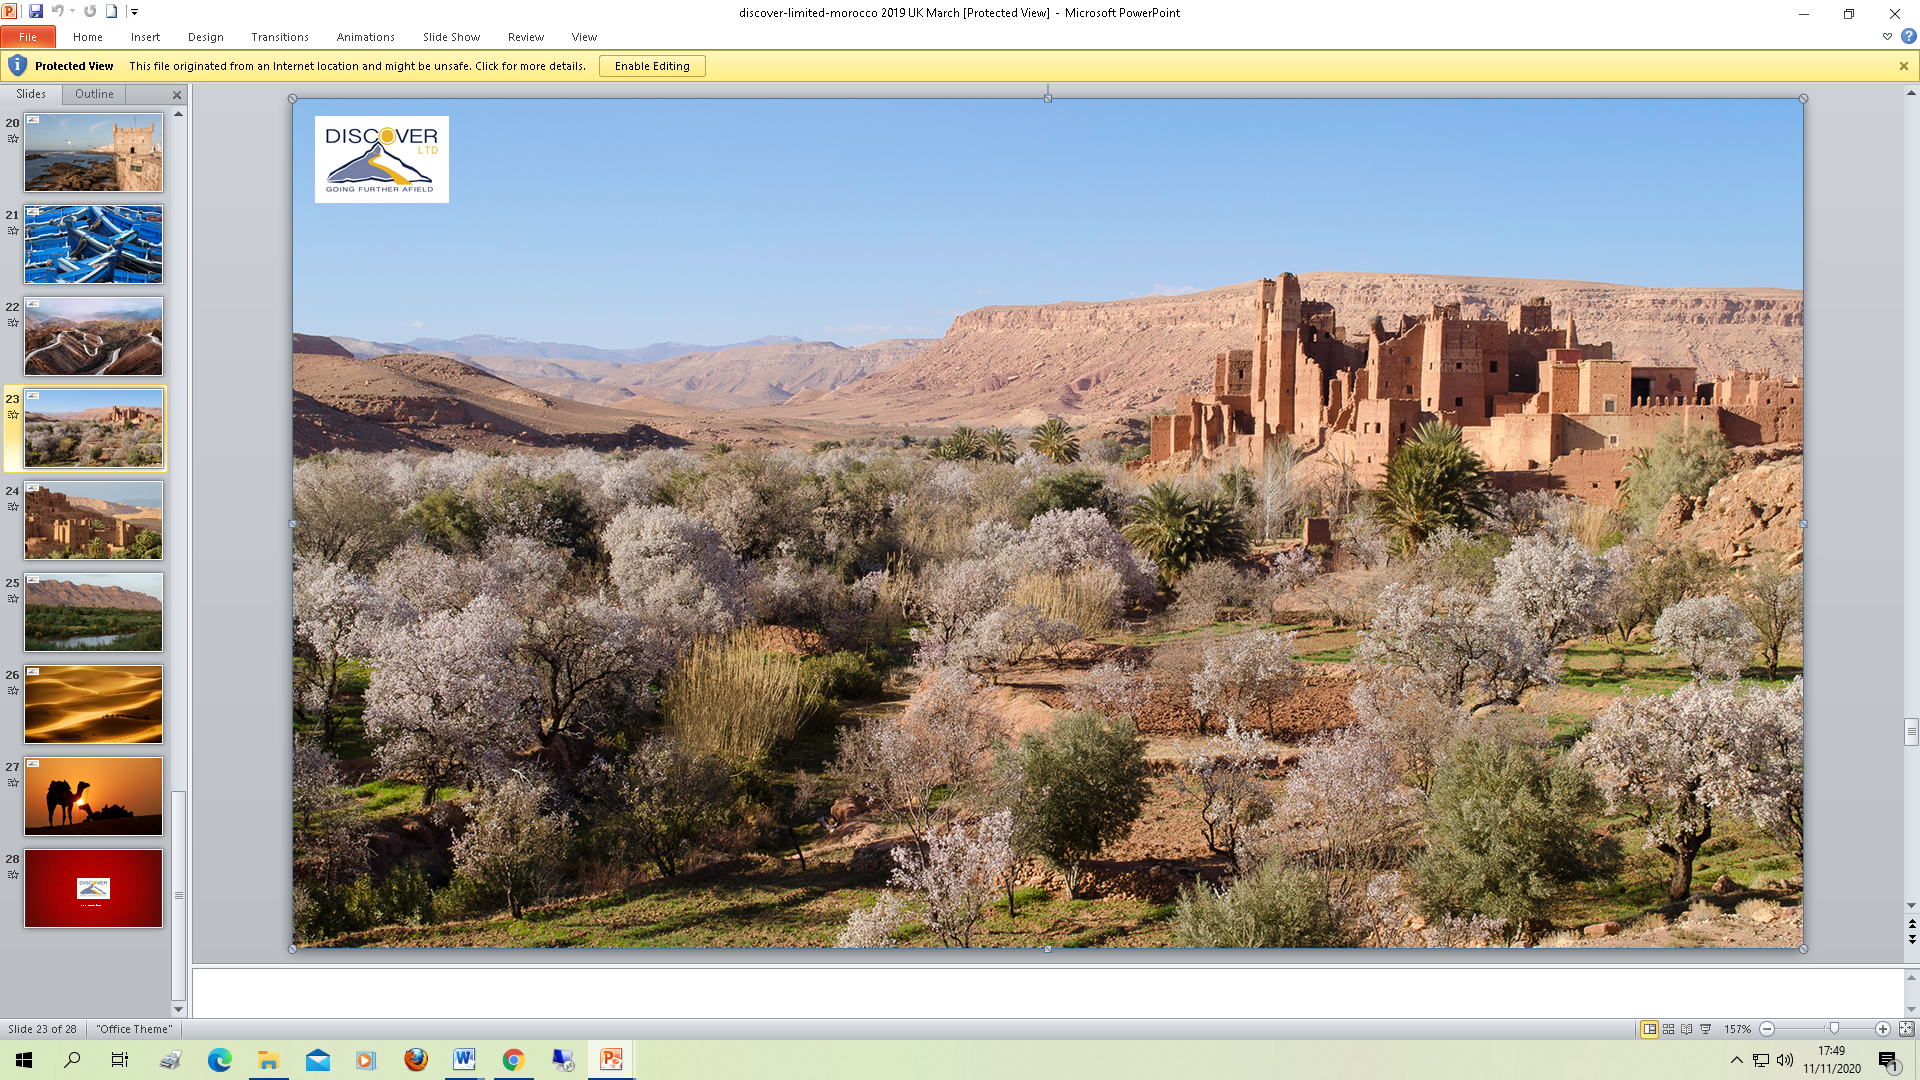 discover-limited-morocco 2019 UK March [Protected View] - Microsoft PowerPoint
File Home Insert Design Transitions Animations Slide Show Review View
Protected View This file originated from an Internet location and might be unsafe. Click for more details. Enable Editing
Slides Outline
DISCOVER
LTD
GOING FURTHER AFIELD
20
21
22
23
24
25
26
27
28
DISCOVER
Slide 23 of 28 "Office Theme" 157%
17:49
11/11/2020
1